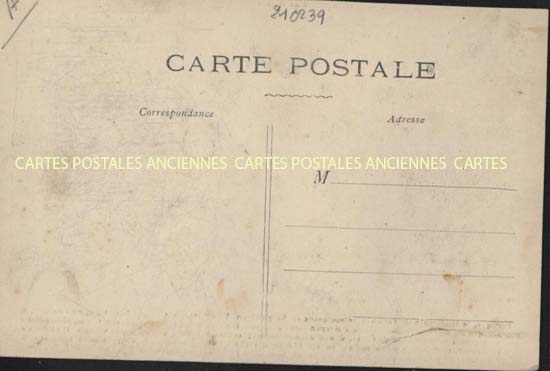 210239
CARTE POSTALE
Correspondance
Adresse
CARTES POSTALES ANCIENNES CARTES POSTALES ANCIENNES CARTES
M